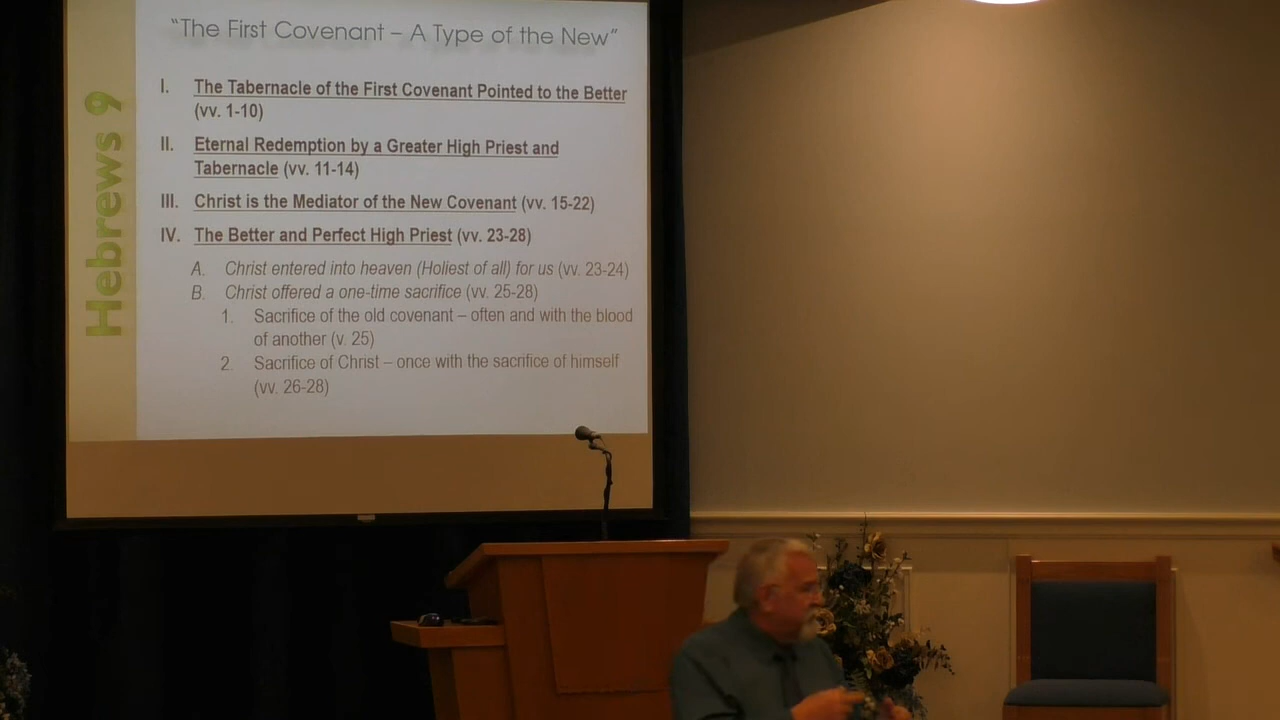 "The First Covenant – A Type of the New"
Hebrews 9
I. The Tabernacle of the First Covenant Pointed to the Better
(vv. 1-10)
II. Eternal Redemption by a Greater High Priest and
Tabernacle (vv. 11-14)
III. Christ is the Mediator of the New Covenant (vv. 15-22)
IV. The Better and Perfect High Priest (vv. 23-28)
A. Christ entered into heaven (Holiest of all) for us (vv. 23-24)
B. Christ offered a one-time sacrifice (vv. 25-28)
1. Sacrifice of the old covenant – often and with the blood
of another (v. 25)
2. Sacrifice of Christ – once with the sacrifice of himself
(vv. 26-28)